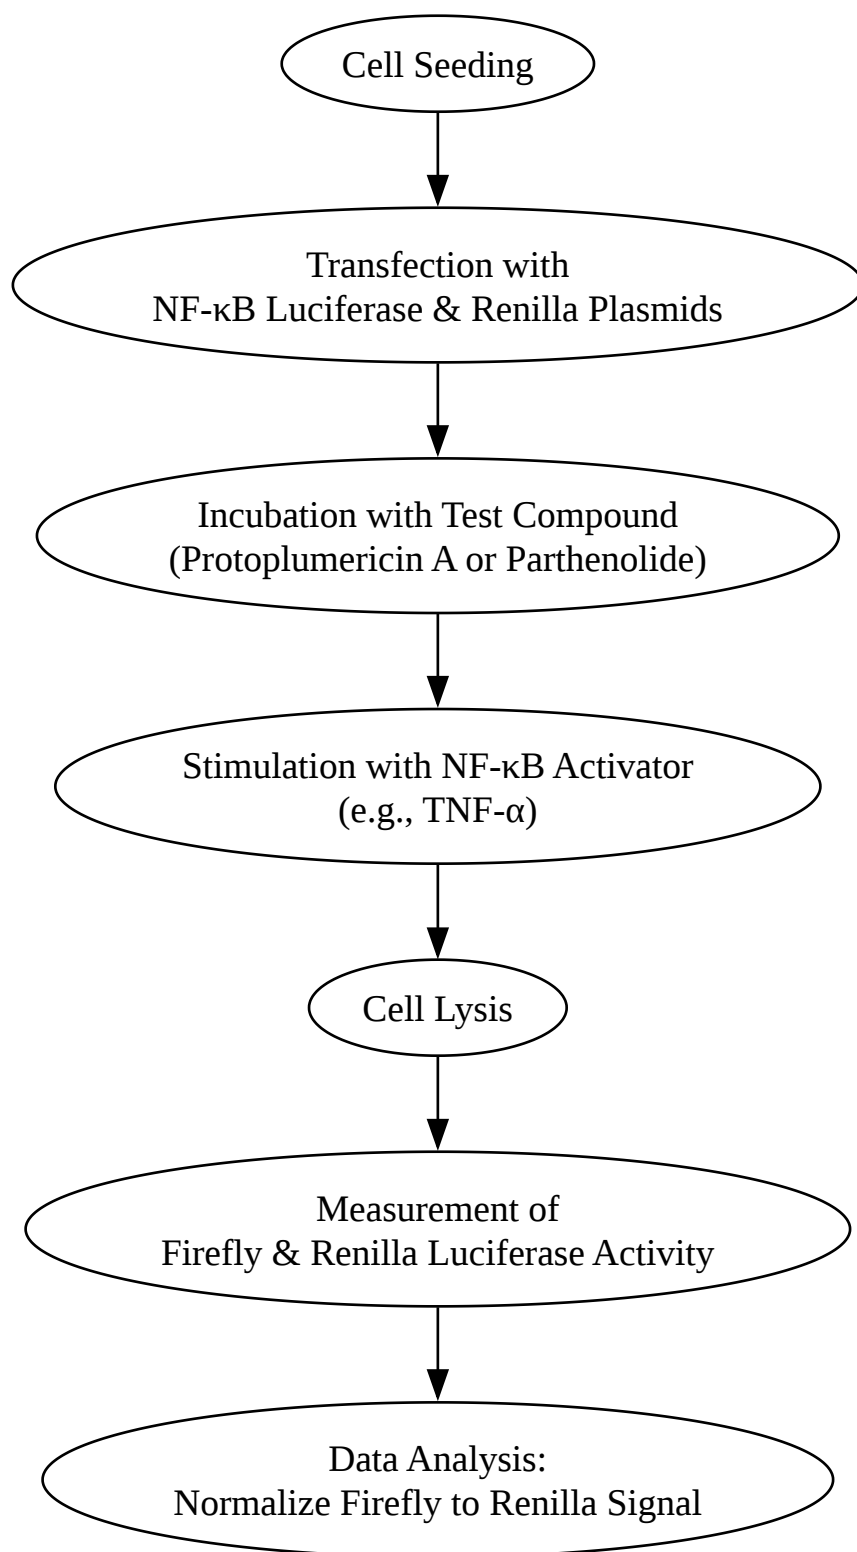 Cell Seeding
Transfection with
NF-κB Luciferase & Renilla Plasmids
Incubation with Test Compound
(Protoplumericin A or Parthenolide)
Stimulation with NF-κB Activator
(e.g., TNF-α)
Cell Lysis
Measurement of
Firefly & Renilla Luciferase Activity
Data Analysis:
Normalize Firefly to Renilla Signal